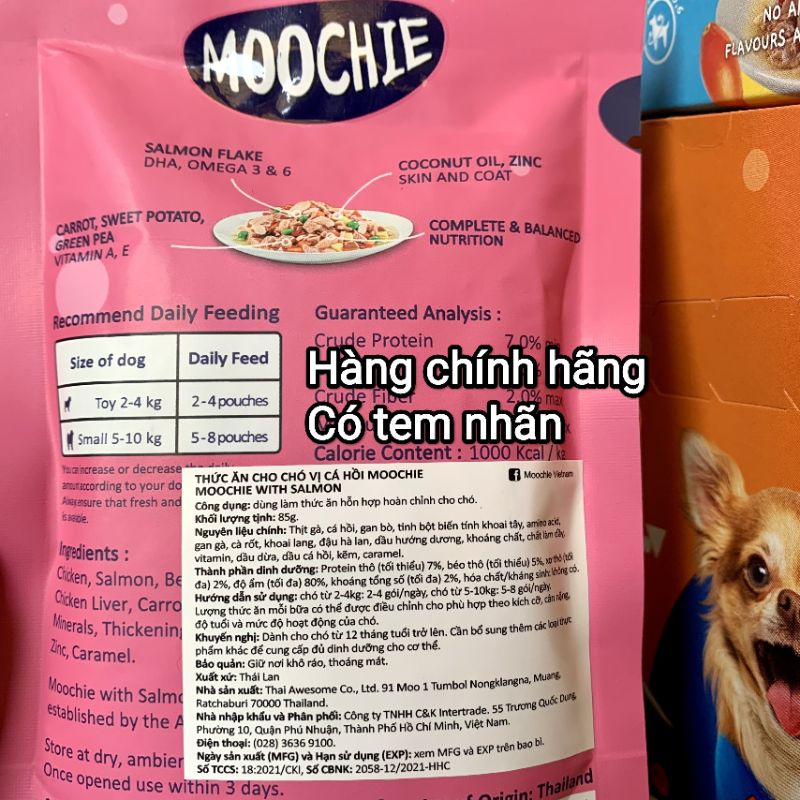 MOOCHIE
NO
FLAVOURS
SALMON FLAKE
DHA, OMEGA 3 & 6
COCONUT OIL, ZINC
SKIN AND COAT
CARROT, SWEET POTATO,
GREEN PEA
VITAMIN A, E
COMPLETE & BALANCED
NUTRITION
Recommend Daily Feeding
Size of dog Daily Feed
Toy 2-4 kg 2-4 pouches
Small 5-10 kg 5-8 pouches
You can increase or decrease
amount according to your
Always ensure that fresh and
is available.
Guaranteed Analysis :
Crude Protein 7.0% min
Crude Fiber 2.0% max
Calorie Content : 1000 Kcal / kg
Hàng chính hãng
Có tem nhãn
Ingredients :
Chicken, Salmon,
Chicken Liver,
Minerals, Thickening
Zinc, Caramel.
Moochie with
established by the
Store at dry,
Once opened use within 3 days.
Origin: Thailand
THỨC ĂN CHO CHÓ VỊ CÁ HỒI MOOCHIE
MOOCHIE WITH SALMON
Moochie Vietnam
Công dụng: dùng làm thức ăn hỗn hợp hoàn chỉnh cho chó.
Khối lượng tịnh: 85g.
Nguyên liệu chính: Thịt gà, cá hồi, gan bò, tinh bột biến tính khoai tây, amino acid,
gan gà, cà rốt, khoai lang, đậu hà lan, dầu hướng dương, khoáng chất, chất làm dầy,
vitamin, dầu dừa, dầu cá hồi, kẽm, caramel.
Thành phần dinh dưỡng: Protein thô (tối thiểu) 7%, béo thô (tối thiểu) 5%, xơ thô (tối
đa) 2%, độ ẩm (tối đa) 80%, khoáng tổng số (tối đa) 2%, hóa chất/kháng sinh: không có.
Hướng dẫn sử dụng: chó từ 2-4kg: 2-4 gói/ngày, chó từ 5-10kg: 5-8 gói/ngày.
Lượng thức ăn mỗi bữa có thể được điều chỉnh cho phù hợp theo kích cỡ, cân nặng,
độ tuổi và mức độ hoạt động của chó.
Khuyến nghị: Dành cho chó từ 12 tháng tuổi trở lên. Cần bổ sung thêm các loại thực
phẩm khác để cung cấp đủ dinh dưỡng cho cơ thể.
Bảo quản: Giữ nơi khô ráo, thoáng mát.
Xuất xứ: Thái Lan
Nhà sản xuất: Thai Awesome Co., Ltd. 91 Moo 1 Tumbol Nongklangna, Muang,
Ratchaburi 70000 Thailand.
Nhà nhập khẩu và Phân phối: Công ty TNHH C&K Intertrade. 55 Trương Quốc Dung,
Phường 10, Quận Phú Nhuận, Thành Phố Hồ Chí Minh, Việt Nam.
Điện thoại: (028) 3636 9100.
Ngày sản xuất (MFG) và Hạn sử dụng (EXP): xem MFG và EXP trên bao bì.
Số TCCS: 18:2021/CKI, Số CBNK: 2058-12/2021-HHC